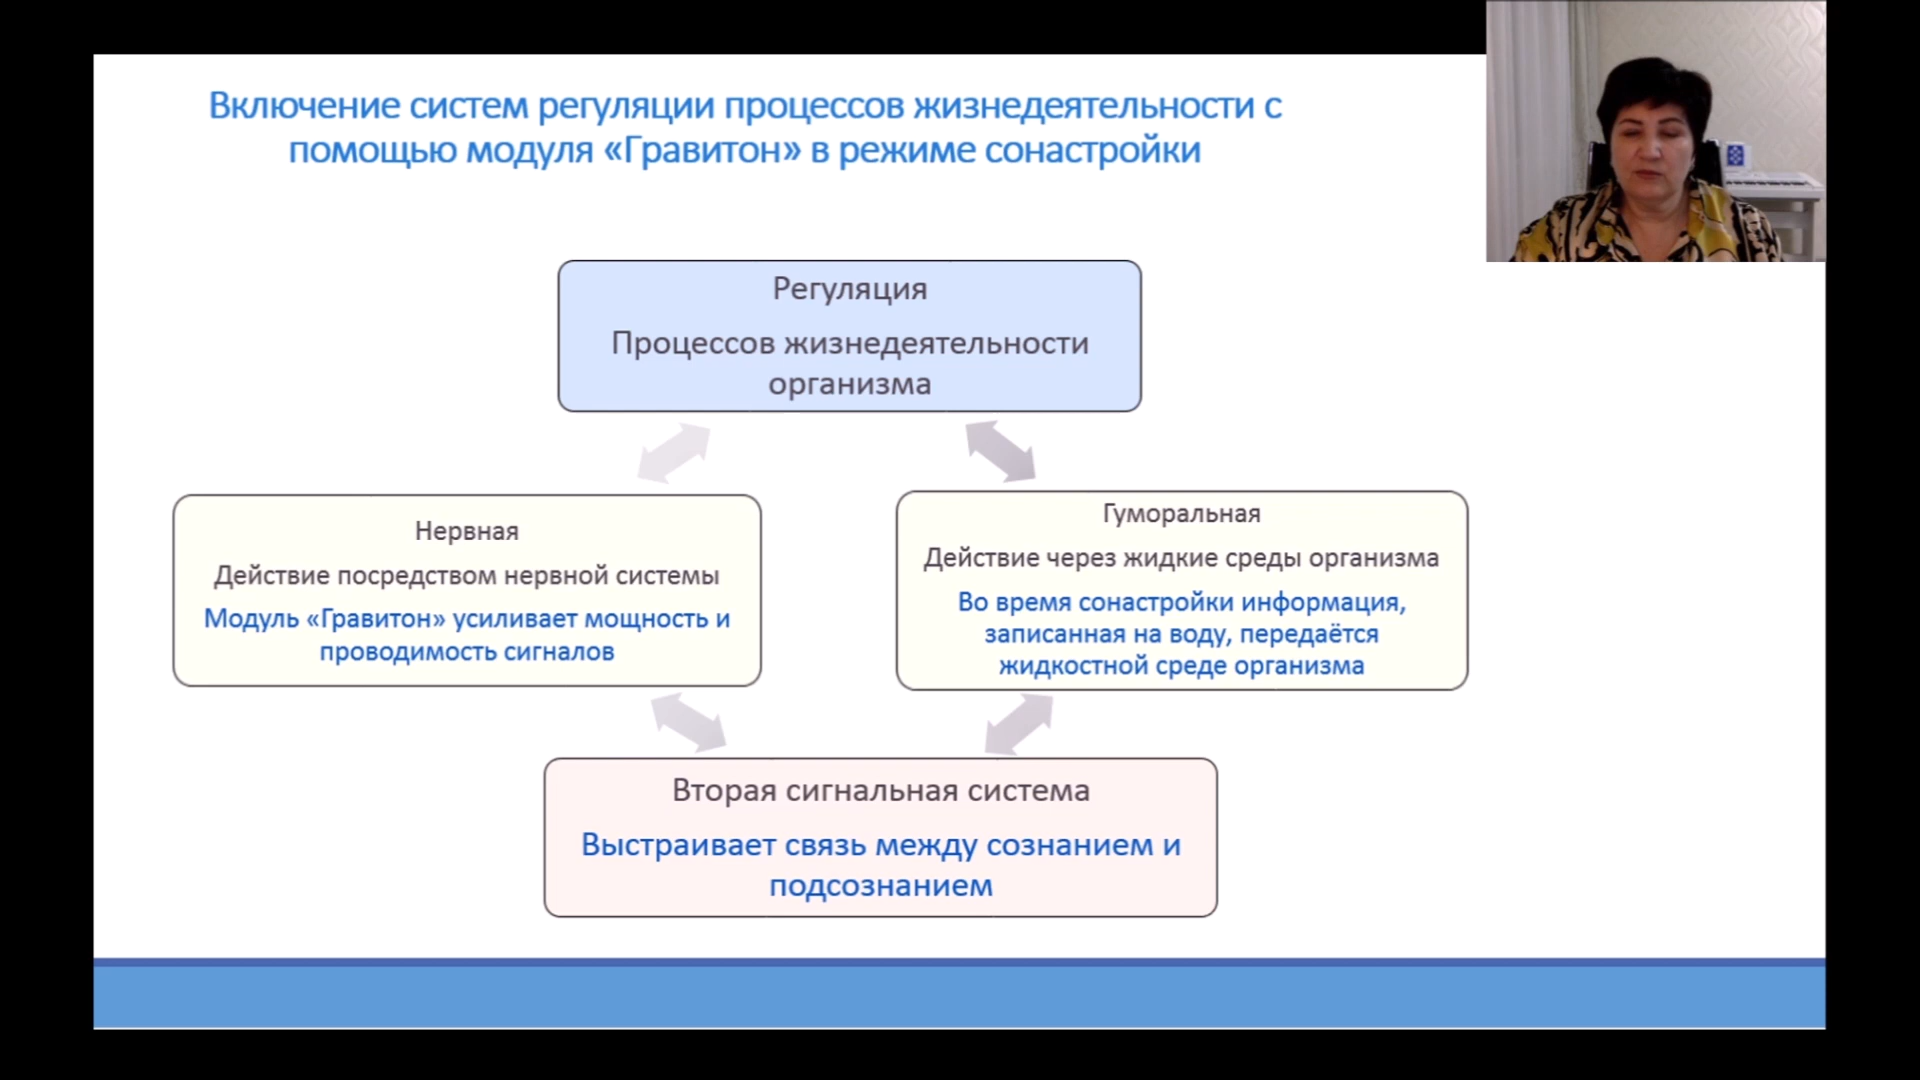 Включение систем регуляции процессов жизнедеятельности с
помощью модуля «Гравитон» в режиме сонастройки
Регуляция
Процессов жизнедеятельности
организма
Нервная
Действие посредством нервной системы
Модуль «Гравитон» усиливает мощность и
проводимость сигналов
Гуморальная
Действие через жидкие среды организма
Во время сонастройки информация,
записанная на воду, передаётся
жидкостной среде организма
Вторая сигнальная система
Выстраивает связь между сознанием и
подсознанием